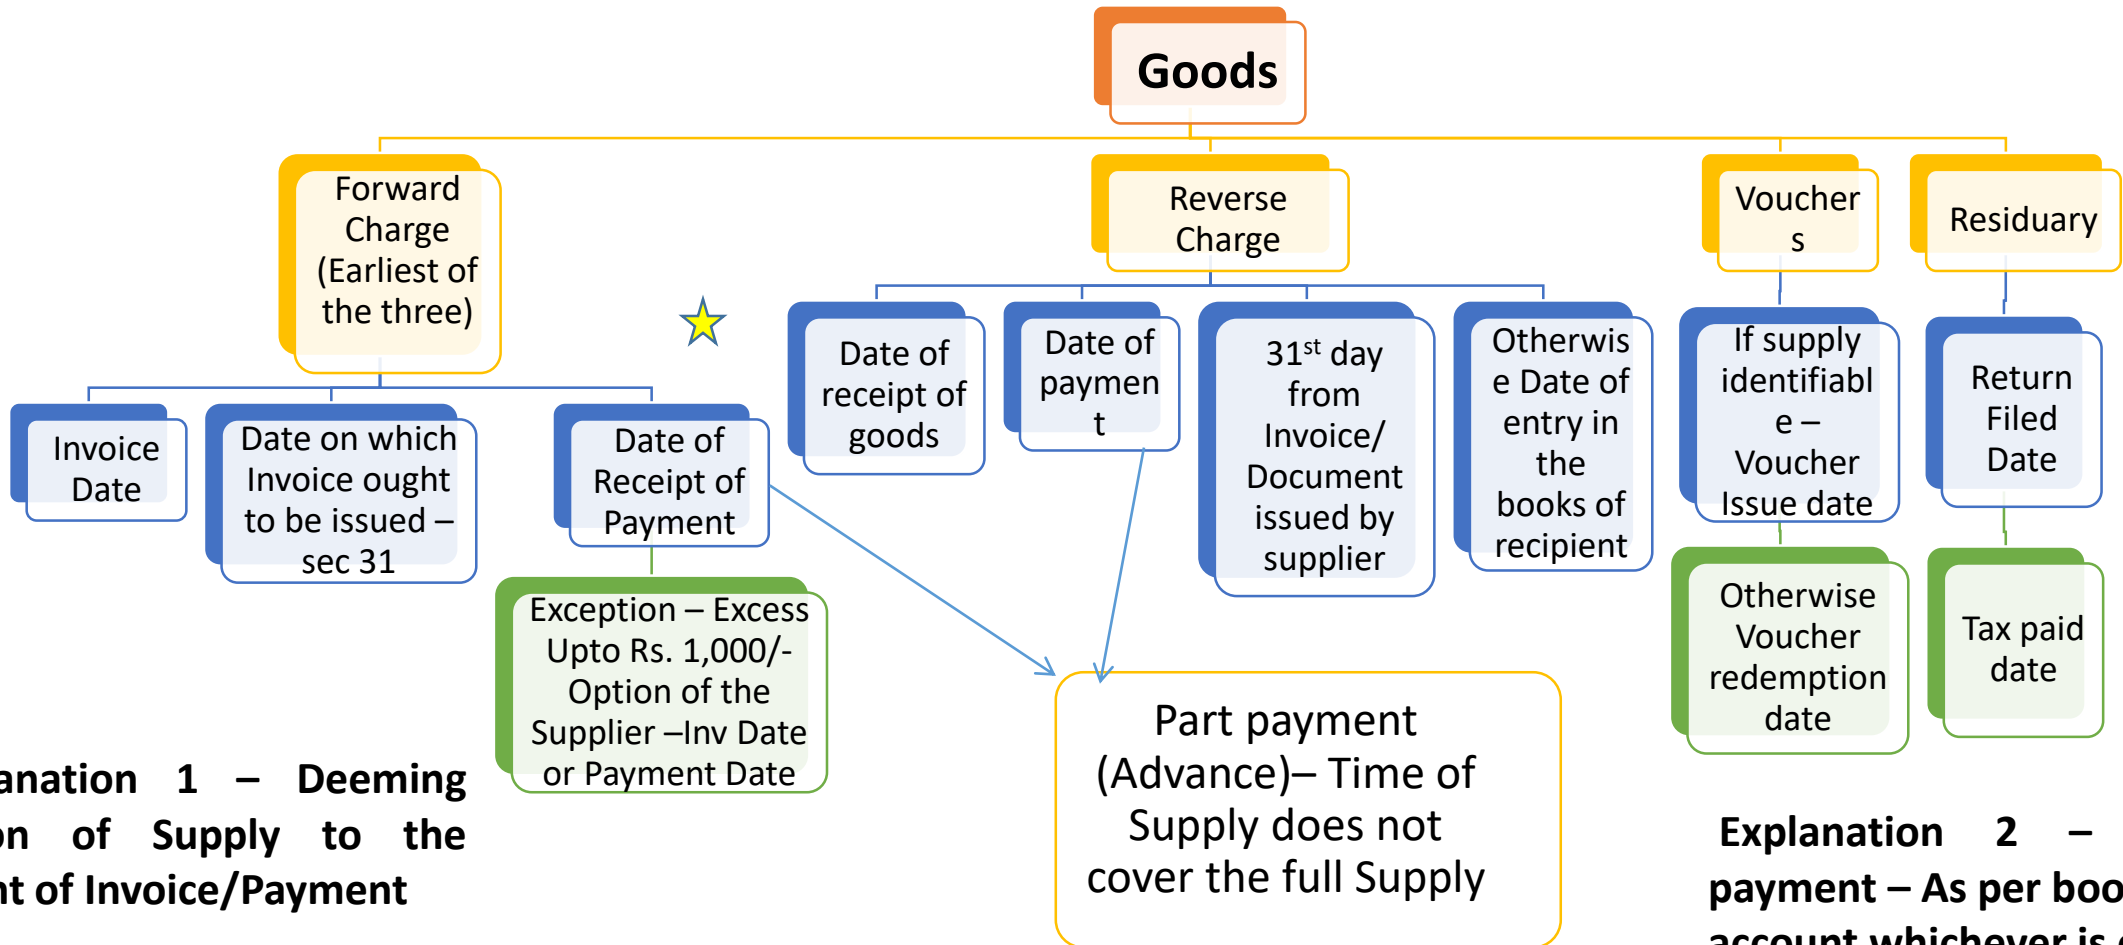 Goods
Forward
Charge
(Earliest of
the three)
Reverse
Charge
Voucher
s
Residuary
Invoice
Date
Date on which
Invoice ought
to be issued –
sec 31
Date of
Receipt of
Payment
Exception – Excess
Upto Rs. 1,000/-
Option of the
Supplier –Inv Date
or Payment Date
Date of
receipt of
goods
Date of
paymen
t
31st day
from
Invoice/
Document
issued by
supplier
Otherwis
e Date of
entry in
the
books of
recipient
If supply
identifiabl
e –
Voucher
Issue date
Otherwise
Voucher
redemption
date
Return
Filed
Date
Tax paid
date
Part payment
(Advance)– Time of
Supply does not
cover the full Supply
anation 1 – Deeming
on of Supply to the
nt of Invoice/Payment
Explanation 2 –
payment – As per boo
account whichever is